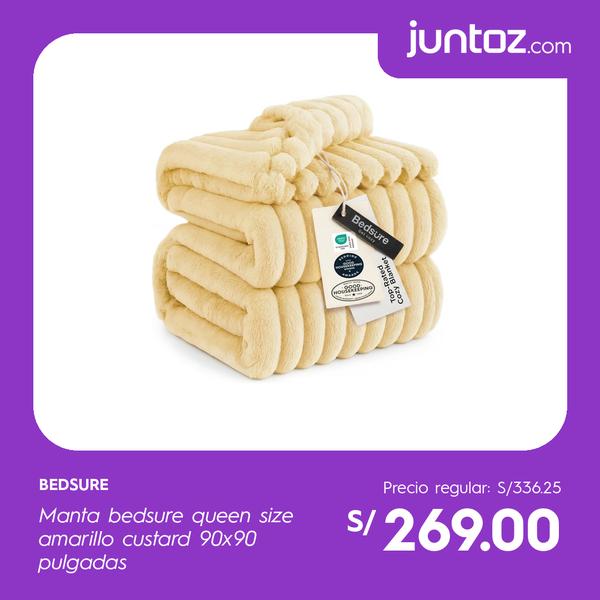 juntoz.com
Bedsure
GOOD
HOUSEKEEPING
Top-Rated
Cozy Blanket
BEDSURE
Manta bedsure queen size
amarillo custard 90x90
pulgadas
Precio regular: S/336.25
S/ 269.00